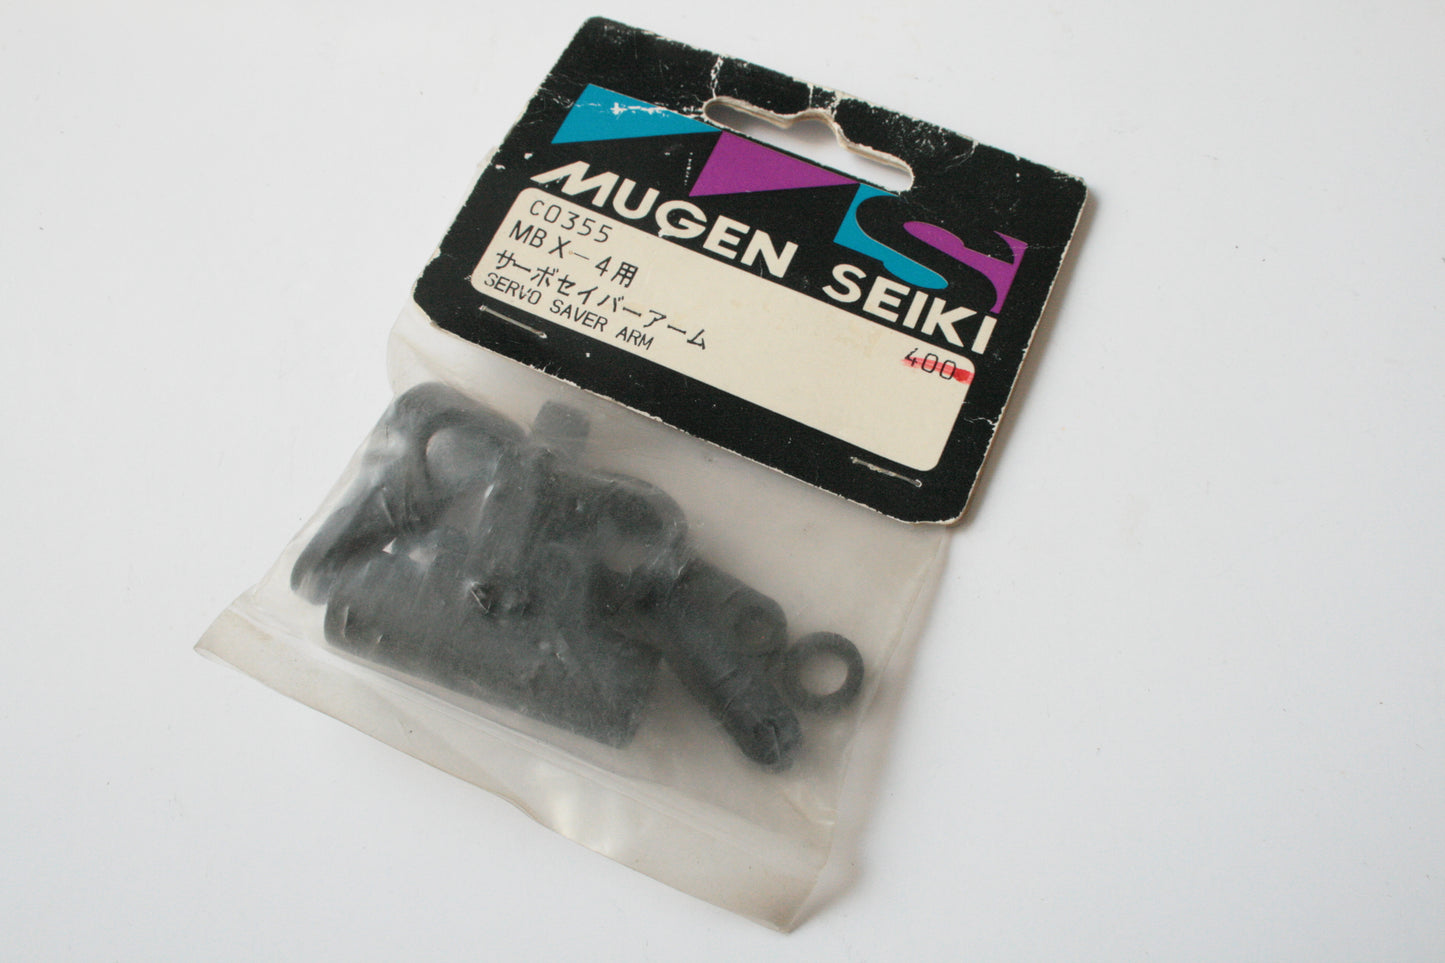 MUGEN SEIKI
C0355
MBX-4用
サーボセイバーアーム
SERVO SAVER ARM
400